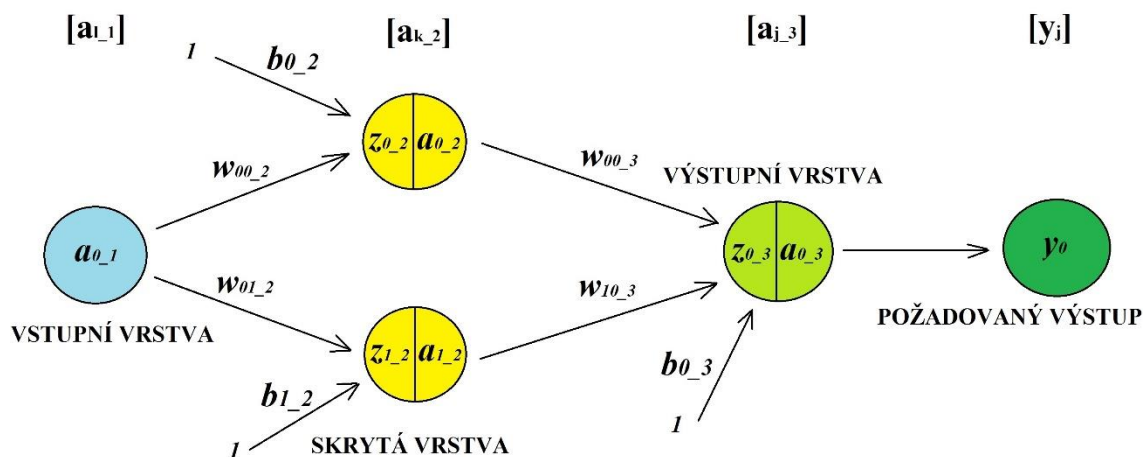 [al_1]
[ak_2]
[aj_3]
[yj]
1
b0_2
z0_2
a0_2
w00_2
w00_3
VÝSTUPNÍ VRSTVA
a0_1
z0_3
a0_3
y0
w01_2
w10_3
VSTUPNÍ VRSTVA
POŽADOVANÝ VÝSTUP
z1_2
a1_2
b1_2
b0_3
1
SKRYTÁ VRSTVA
1